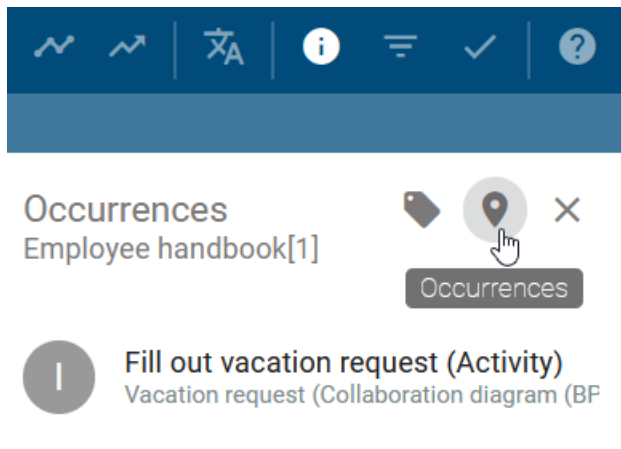 Occurrences
Employee handbook[1]
Occurrences
I
Fill out vacation request (Activity)
Vacation request (Collaboration diagram (BP